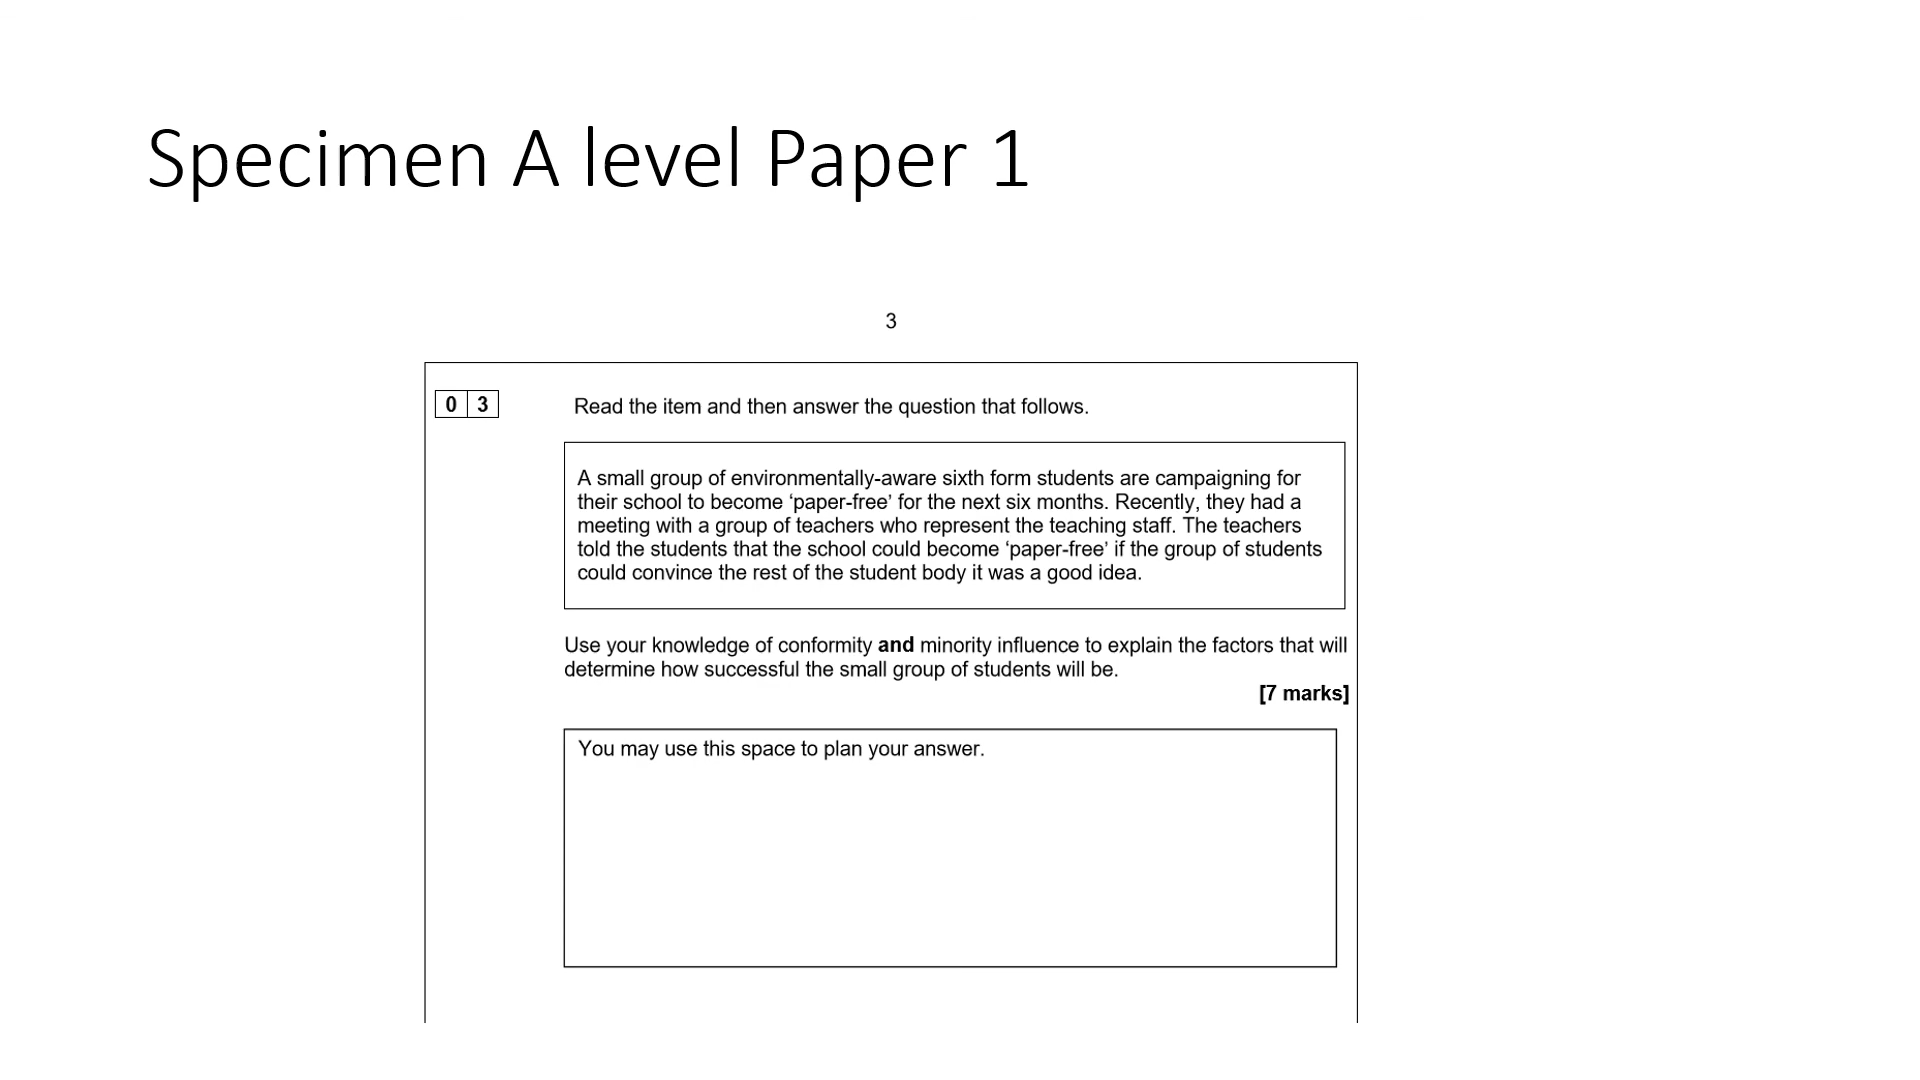 Specimen A level Paper 1
3
0 3
Read the item and then answer the question that follows.
A small group of environmentally-aware sixth form students are campaigning for
their school to become ‘paper-free’ for the next six months. Recently, they had a
meeting with a group of teachers who represent the teaching staff. The teachers
told the students that the school could become ‘paper-free’ if the group of students
could convince the rest of the student body it was a good idea.
Use your knowledge of conformity and minority influence to explain the factors that will
determine how successful the small group of students will be.
[7 marks]
You may use this space to plan your answer.